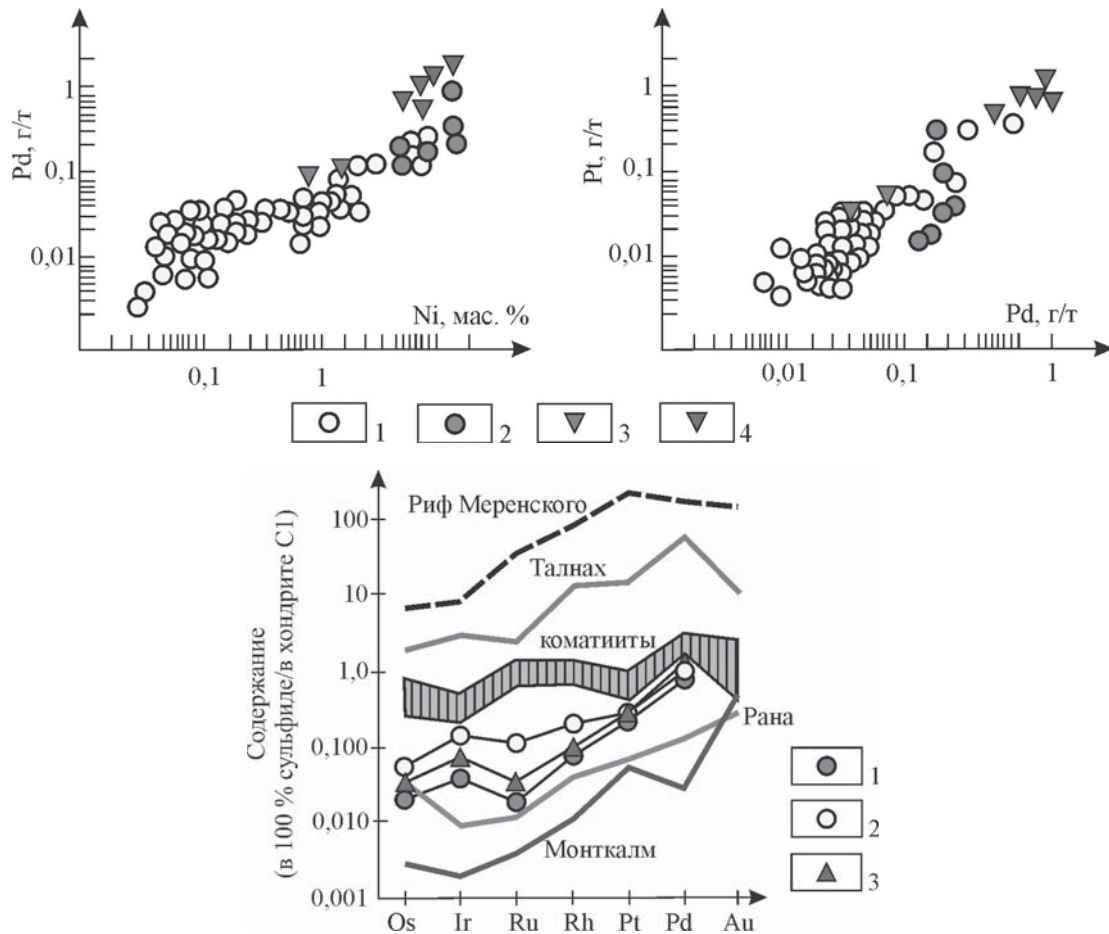 Pd, г/т
1
0,1
0,01
Ni, мас. %
0,1
1
Pt, г/т
1
0,1
0,01
Pd, г/т
0,01
0,1
1
1
2
3
4
Содержание
(в 100 % сульфиде/в хондрите C1)
100
10
1,0
0,100
0,010
0,001
Риф Меренского
Талнах
коматииты
Рана
Монткалм
1
2
3
Os Ir Ru Rh Pt Pd Au